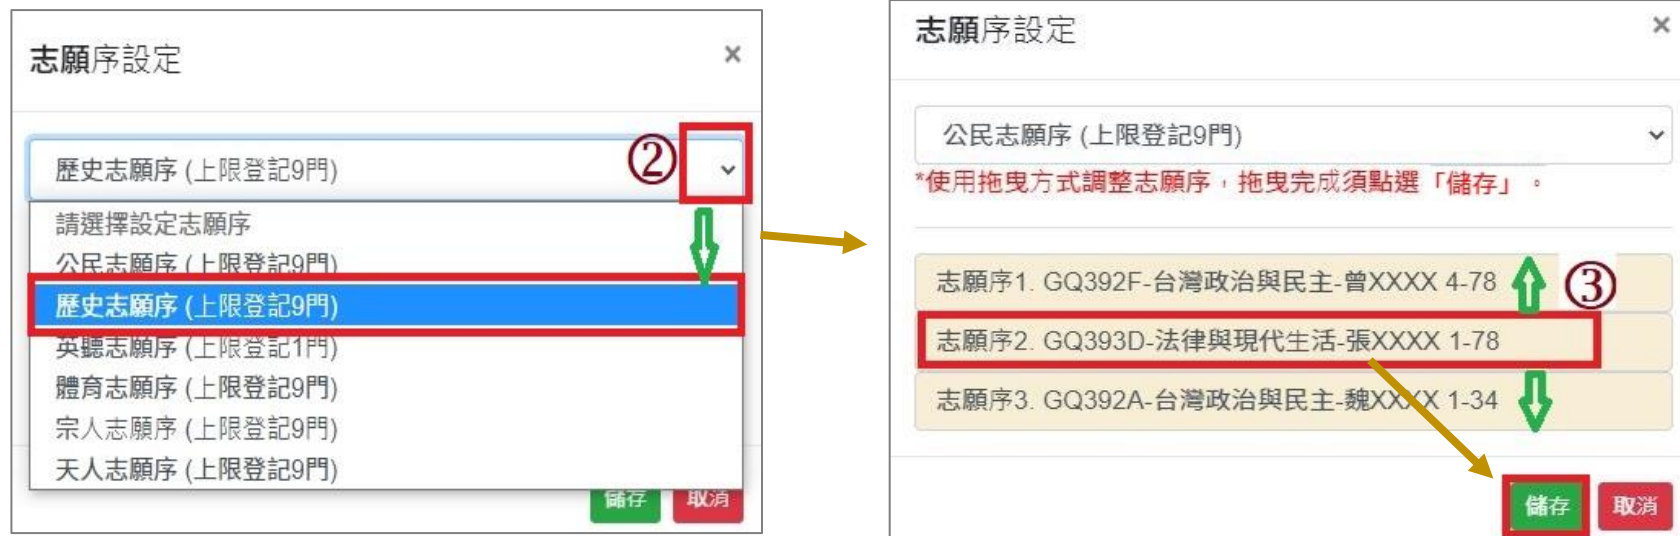 志願序設定
×
歷史志願序 (上限登記9門)
②
請選擇設定志願序
公民志願序 (上限登記9門)
歷史志願序 (上限登記9門)
英聽志願序 (上限登記1門)
體育志願序 (上限登記9門)
宗人志願序 (上限登記9門)
天人志願序 (上限登記9門)
儲存
取消
志願序設定
×
公民志願序 (上限登記9門)
*使用拖曳方式調整志願序，拖曳完成須點選「儲存」。
志願序1. GQ392F-台灣政治與民主-曾XXXX 4-78
③
志願序2. GQ393D-法律與現代生活-張XXXX 1-78
志願序3. GQ392A-台灣政治與民主-魏XXXX 1-34
儲存
取消